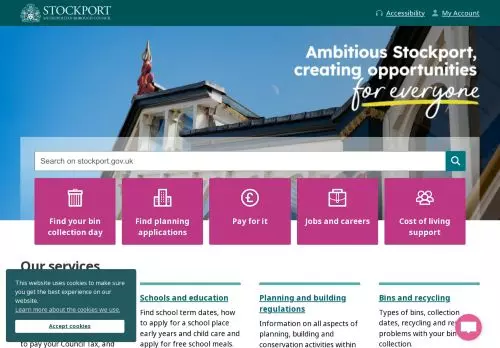 STOCKPORT
METROPOLITAN BOROUGH COUNCIL
Accessibility
My Account
Ambitious Stockport,
creating opportunities
for everyone
Search on stockport.gov.uk
Find your bin
collection day
Find planning
applications
Pay for it
Jobs and careers
Cost of living
support
Our services
This website uses cookies to make sure
you get the best experience on our
website.
Learn more about the cookies we use.
Accept cookies
to pay your Council Tax, and
Schools and education
Find school term dates, how
to apply for a school place
early years and child care and
apply for free school meals.
Planning and building
regulations
Information on all aspects of
planning, building and
conservation activities within
Bins and recycling
Types of bins, collection
dates, recycling and rep
problems with your bin o
collection.